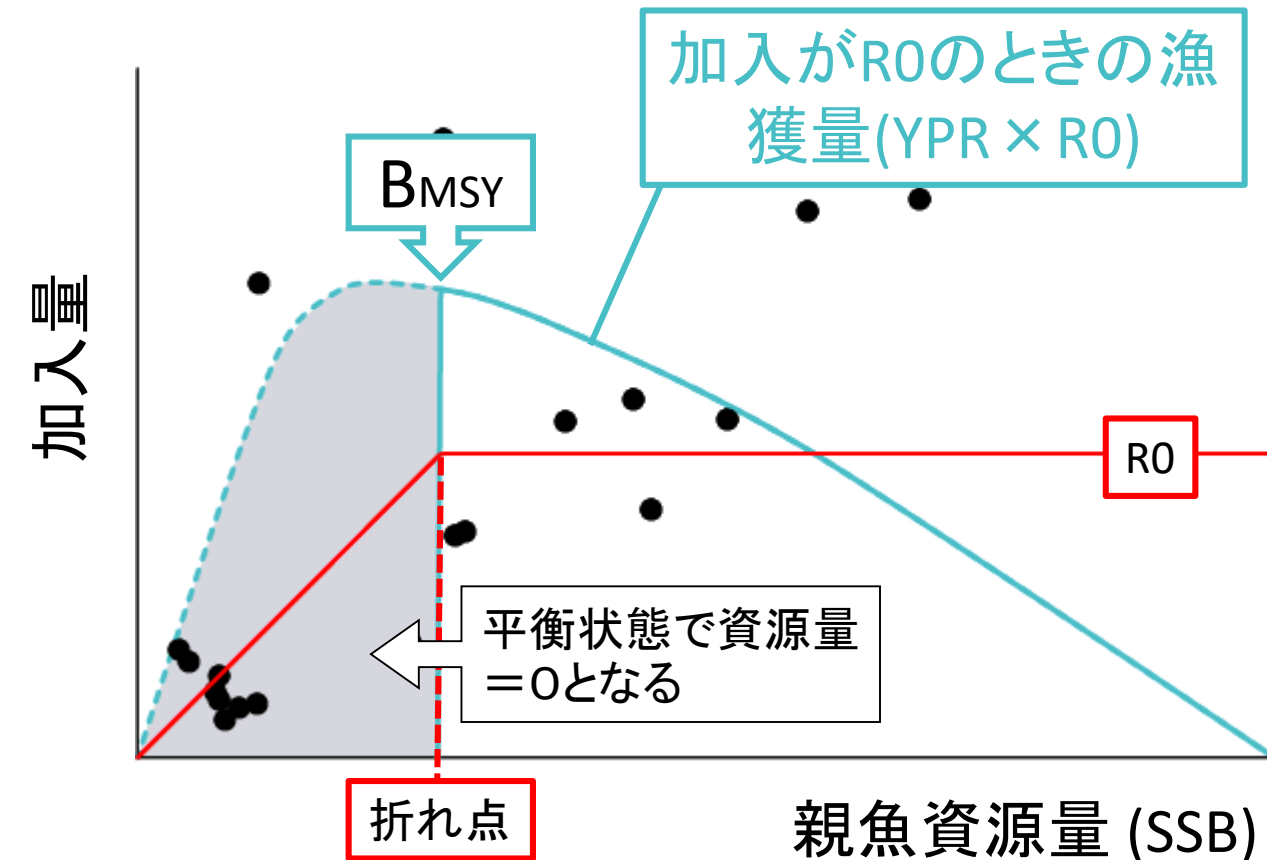 加入がR0のときの漁
獲量(YPR×R0)
BMSY
加入量
R0
平衡状態で資源量
＝0となる
折れ点
親魚資源量 (SSB)